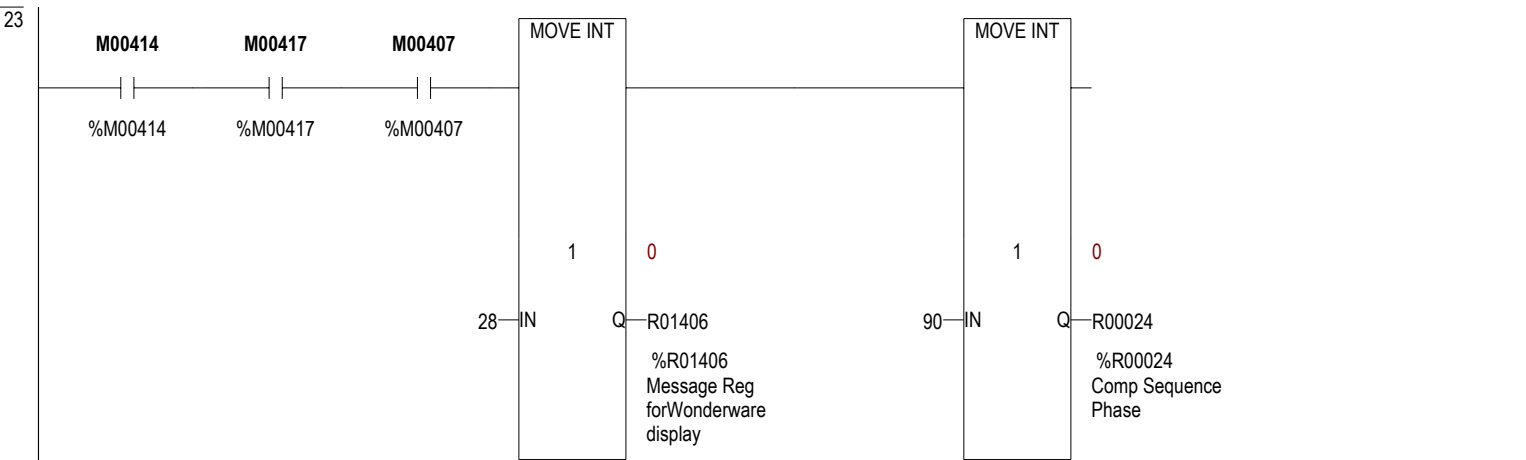 23
M00414 M00417 M00407 MOVE INT MOVE INT
%M00414 %M00417 %M00407
1 0 1 0
28 IN Q R01406 90 IN Q R00024
%R01406 %R00024
Message Reg Comp Sequence
forWonderware Phase
display